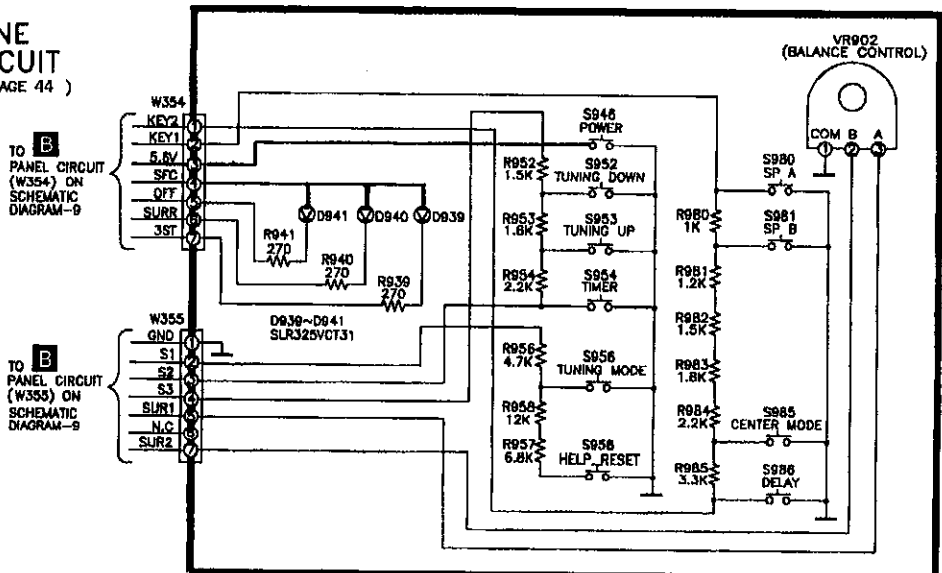 NE
CUIT
AGE 44 )
W354
KEY2
KEY1
5.6V
SFC
OFF
SURR
3ST
1
2
3
4
5
6
7
TO B
PANEL CIRCUIT
(W354) ON
SCHEMATIC
DIAGRAM-9
D941
D940
D939
R941
270
R940
270
R939
270
D939~D941
SLR325VCT31
W355
GND
S1
S2
S3
SUR1
N.C
SUR2
1
2
3
4
5
6
7
TO B
PANEL CIRCUIT
(W355) ON
SCHEMATIC
DIAGRAM-9
S946
POWER
R952
1.5K
S952
TUNING DOWN
R953
1.8K
S953
TUNING UP
R954
2.2K
S954
TIMER
R956
4.7K
S956
TUNING MODE
R958
12K
R957
6.8K
S958
HELP RESET
VR902
(BALANCE CONTROL)
COM B A
1 2 3
S980
SP A
R980
1K
S981
SP B
R981
1.2K
R982
1.5K
R983
1.8K
R984
2.2K
S985
CENTER MODE
R985
3.3K
S986
DELAY